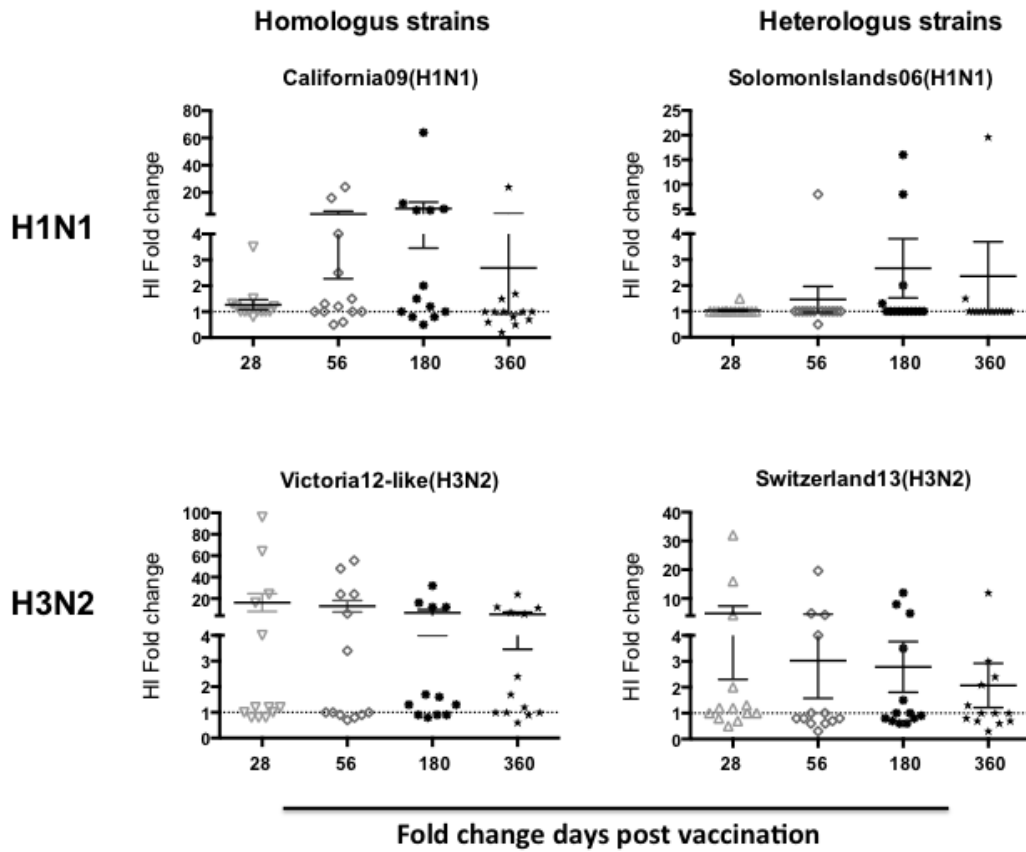 Homologus strains
Heterologus strains
California09(H1N1)
SolomonIslands06(H1N1)
H1N1
HI Fold change
80
60
40
20
4
3
2
1
0
28 56 180 360
HI Fold change
25
20
15
10
5
4
3
2
1
0
28 56 180 360
Victoria12-like(H3N2)
Switzerland13(H3N2)
H3N2
HI Fold change
100
80
60
40
20
4
3
2
1
0
28 56 180 360
HI Fold change
40
30
20
10
4
3
2
1
0
28 56 180 360
Fold change days post vaccination